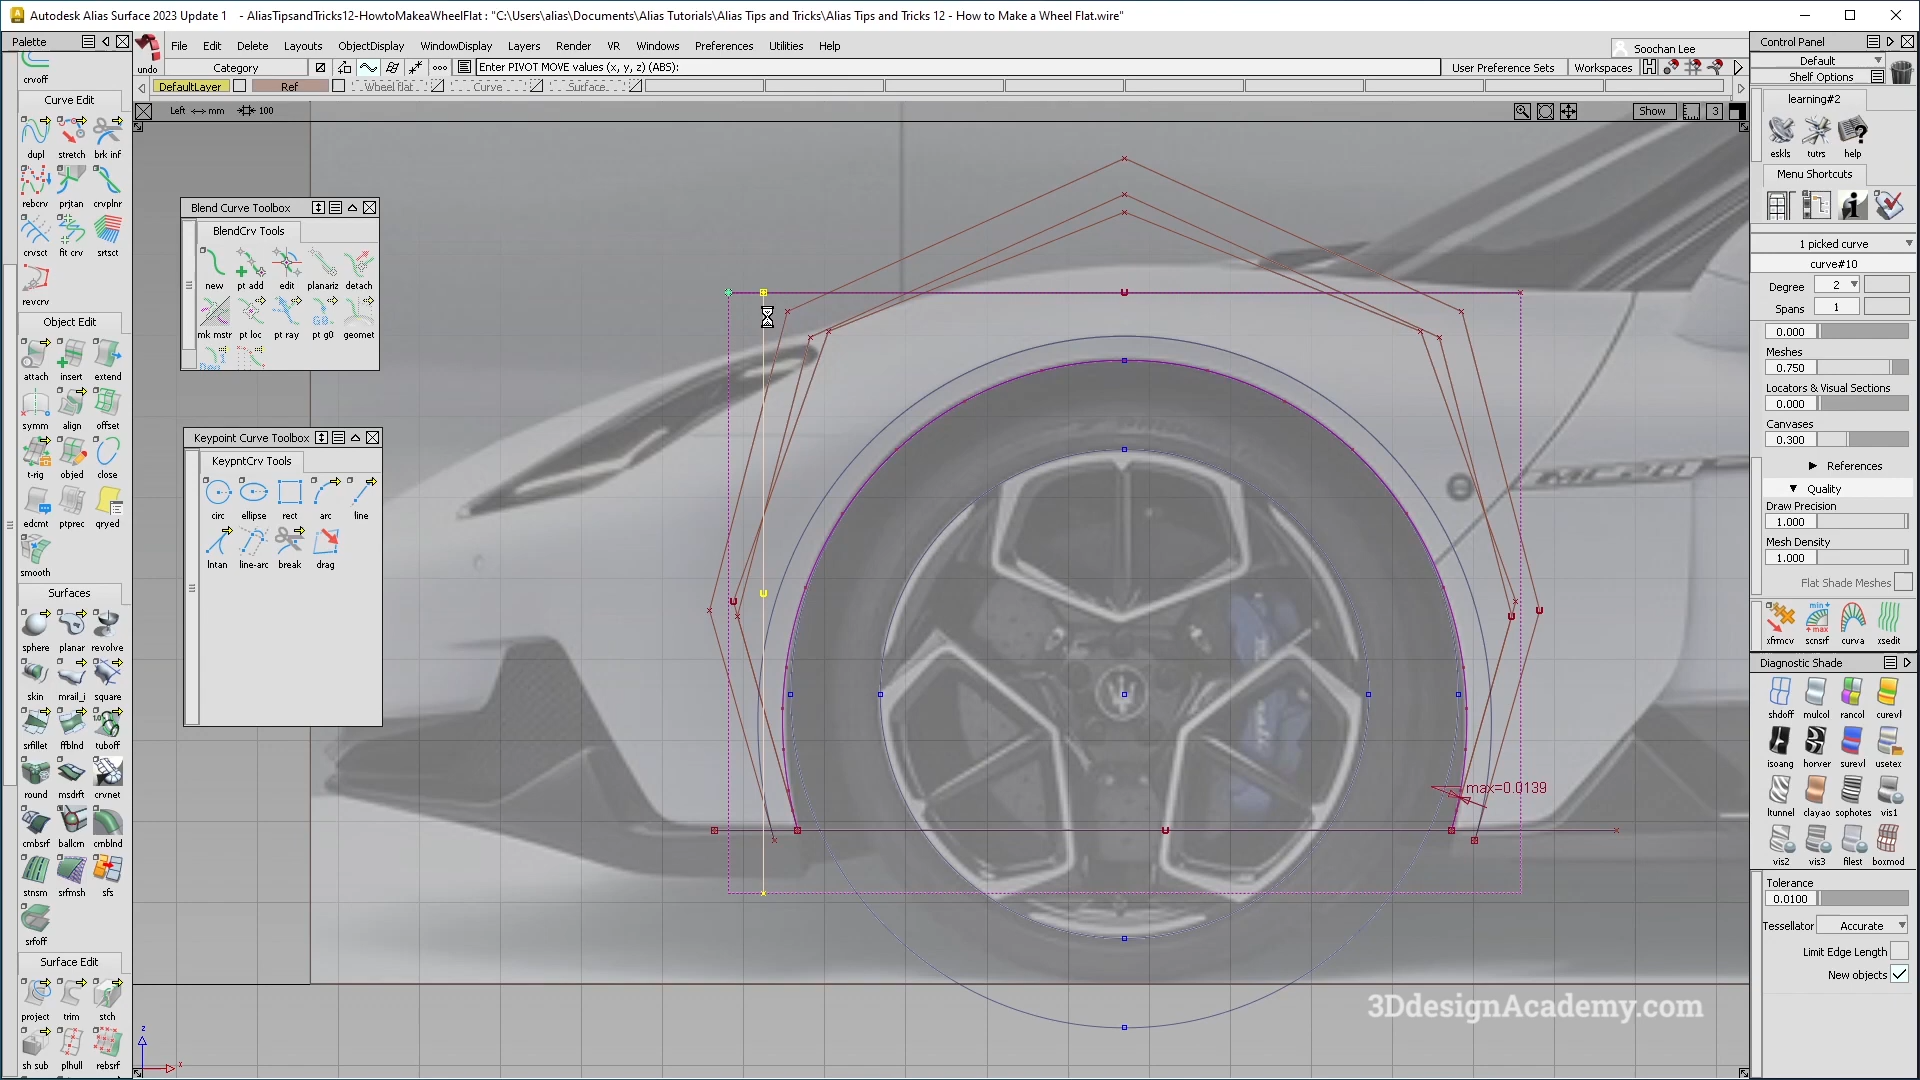 Autodesk Alias Surface 2023 Update 1 - AliasTipsandTricks12-HowtoMakeaWheelFlat : "C:\Users\alias\Documents\Alias Tutorials\Alias Tips and Tricks\Alias Tips and Tricks 12 - How to Make a Wheel Flat.wire"
Palette
undo
File Edit Delete Layouts ObjectDisplay WindowDisplay Layers Render VR Windows Preferences Utilities Help
Soochan Lee
Category
Enter PIVOT MOVE values (x, y, z) (ABS):
User Preference Sets
Workspaces
DefaultLayer
Ref
Wheel flat
Curve
Surface
Left <-> mm
100
Show
3
crvoff
Curve Edit
dupl stretch brk inf
rebcrv prjtan crvplnr
crvsct fit crv srtsct
revcrv
Object Edit
attach insert extend
symm align offset
t-rig objed close
edcmt ptprec qryed
smooth
Surfaces
sphere planar revolve
skin mrail_i square
srfillet ffblnd tuboff
round msdrft crvnet
cmbsrf ballcrn crnblnd
stnsm srfmsh sfs
srfoff
Surface Edit
project trim stch
sh sub plhull rebsrf
Blend Curve Toolbox
BlendCrv Tools
new pt add edit planariz detach
mk mstr pt loc pt ray pt g0 geomet
Keypoint Curve Toolbox
KeypntCrv Tools
circ ellipse rect arc line
lntan line-arc break drag
max=0.0139
3DdesignAcademy.com
z
x
Control Panel
Default
Shelf Options
learning#2
eskls tutrs help
Menu Shortcuts
1 picked curve
curve#10
Degree 2
Spans 1
0.000
Meshes
0.750
Locators & Visual Sections
0.000
Canvases
0.300
References
Quality
Draw Precision
1.000
Mesh Density
1.000
Flat Shade Meshes
xfrmcv scnsrf curva xsedit
Diagnostic Shade
shdoff mulcol rancol curevl
isoang horver surevl usetex
ltunnel clayao sophotes vis1
vis2 vis3 filest boxmod
Tolerance
0.0100
Tessellator Accurate
Limit Edge Length
New objects